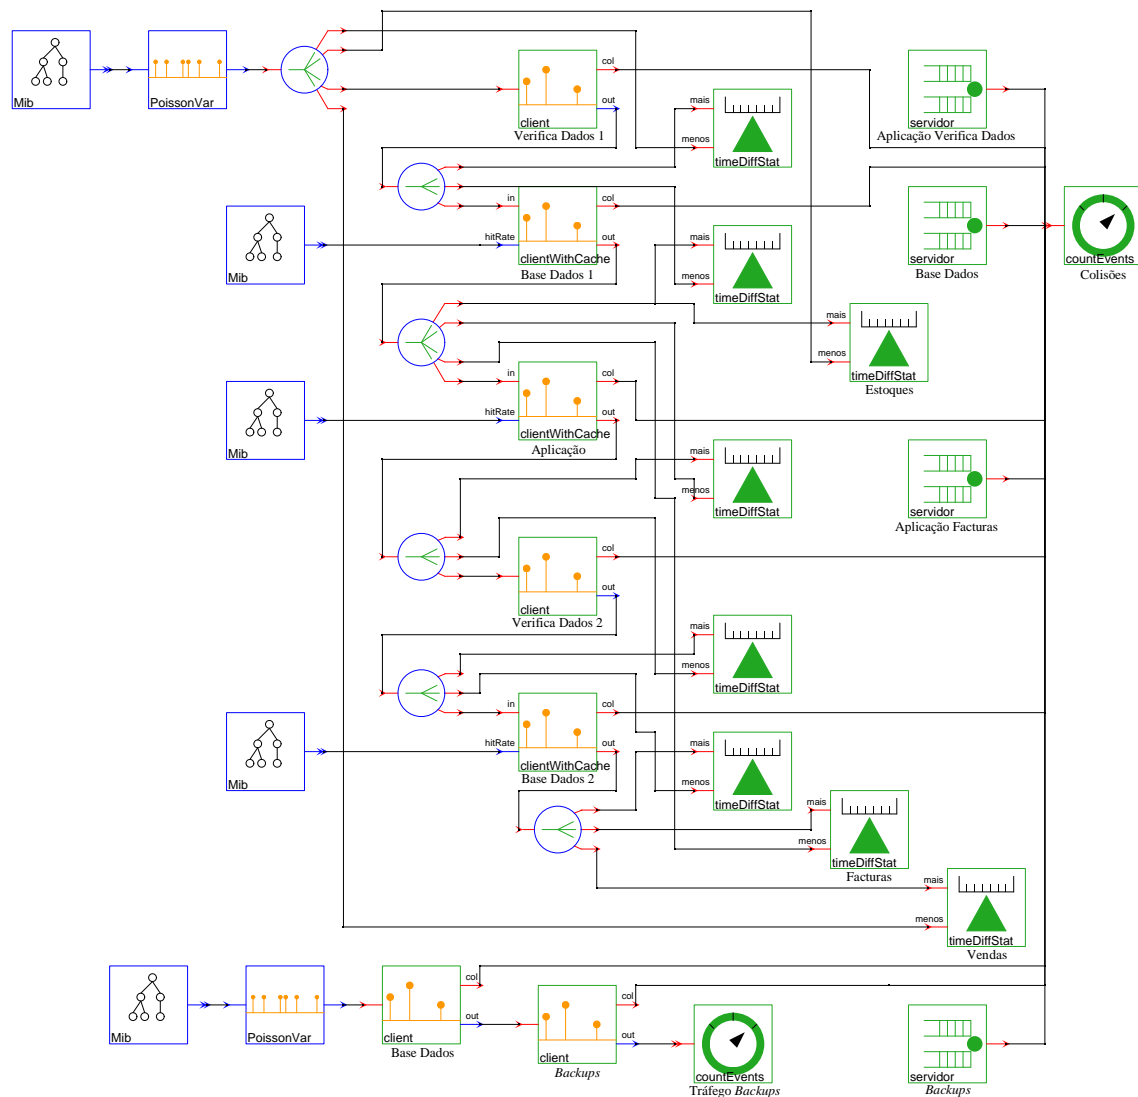 Mib
PoissonVar
col
out
client
Verifica Dados 1
mais
menos
timeDiffStat
servidor
Aplicação Verifica Dados
in
hitRate
Mib
col
out
clientWithCache
Base Dados 1
mais
menos
timeDiffStat
servidor
Base Dados
countEvents
Colisões
mais
menos
timeDiffStat
Estoques
in
hitRate
Mib
col
out
clientWithCache
Aplicação
mais
menos
timeDiffStat
servidor
Aplicação Facturas
col
out
client
Verifica Dados 2
mais
menos
timeDiffStat
in
hitRate
Mib
col
out
clientWithCache
Base Dados 2
mais
menos
timeDiffStat
mais
menos
timeDiffStat
Facturas
mais
menos
timeDiffStat
Vendas
Mib
PoissonVar
col
out
client
Base Dados
col
out
client
Backups
countEvents
Tráfego Backups
servidor
Backups